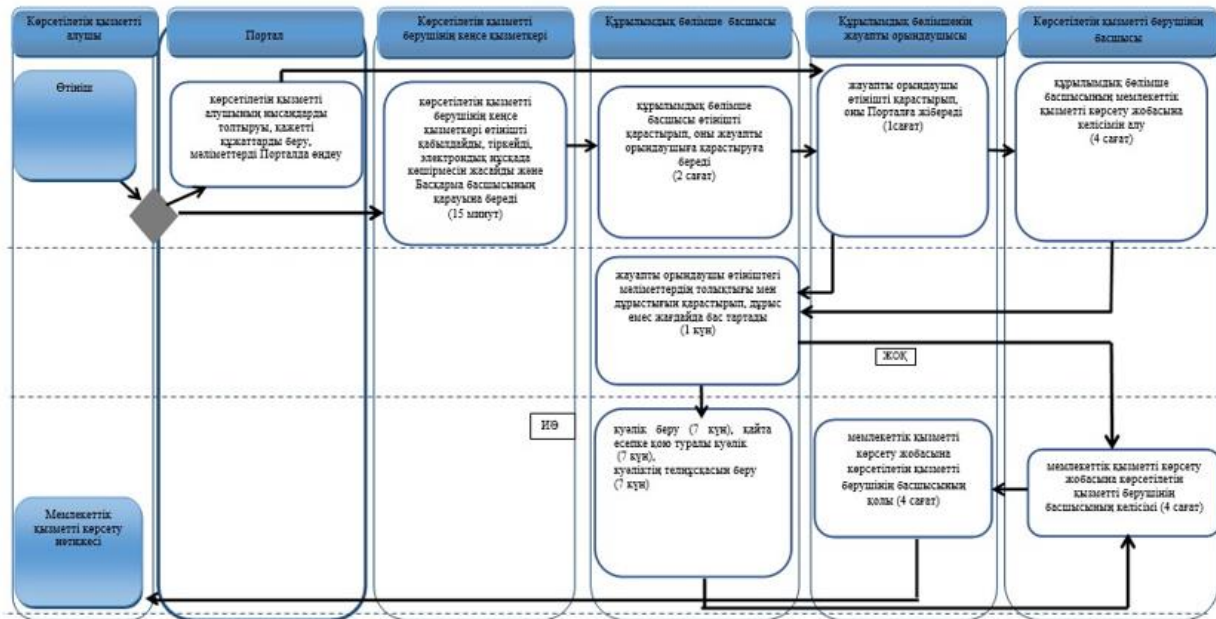 Көрсетілетін қызметті
алушы
Портал
Көрсетілетін қызметті
берушінің кеңсе қызметкері
Құрылымдық бөлімше басшысы
Құрылымдық бөлімшенің
жауапты орындаушысы
Көрсетілетін қызметті берушінің
басшысы
Өтініш
көрсетілетін қызметті
алушының нысандарды
толтыруы, қажетті
құжаттарды беру,
мәліметтерді Порталда өңдеу
көрсетілетін қызметті
берушінің кеңсе
қызметкері өтінішті
қабылдайды, тіркейді,
электрондық нұсқада
көшірмесін жасайды және
Басқарма басшысының
қарауына береді
(15 минут)
құрылымдық бөлімше
басшысы өтінішті
қарастырып, оны жауапты
орындаушыға қарастыруға
береді
(2 сағат)
жауапты орындаушы
өтінішті қарастырып,
оны Порталға жібереді
(1сағат)
құрылымдық бөлімше
басшысының мемлекеттік
қызметті көрсету жобасына
келісімін алу
(4 сағат)
жауапты орындаушы өтініштегі
мәліметтердің толықтығы мен
дұрыстығын қарастырып, дұрыс
емес жағдайда бас тартады
(1 күн)
ЖОҚ
ИӘ
куәлік беру (7 күн), қайта
есепке қою туралы куәлік
(7 күн),
куәліктің телнұсқасын беру
(7 күн)
мемлекеттік қызметті
көрсету жобасына
көрсетілетін қызметті
берушінің басшысының
қолы (4 сағат)
мемлекеттік қызметті көрсету
жобасына көрсетілетін
қызметті берушінің
басшысының келісімі (4 сағат)
Мемлекеттік
қызметті көрсету
нәтижесі